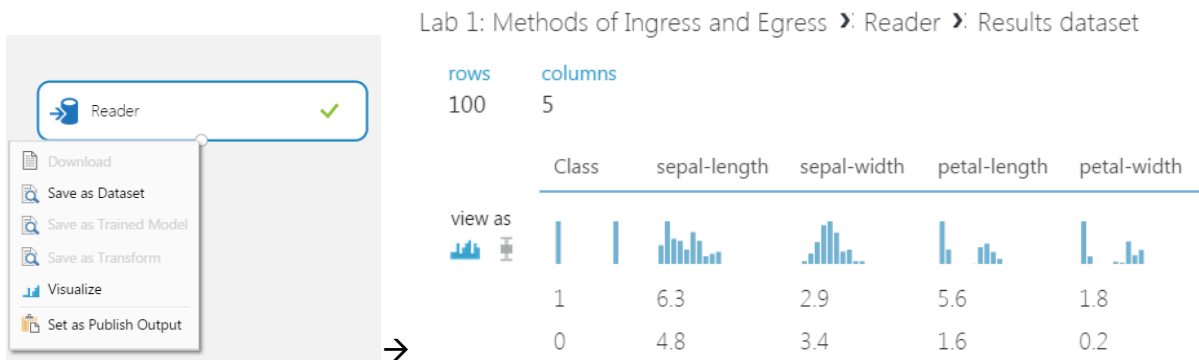 Lab 1: Methods of Ingress and Egress > Reader > Results dataset
Reader
Download
Save as Dataset
Save as Trained Model
Save as Transform
Visualize
Set as Publish Output
→
rows columns
100 5
Class sepal-length sepal-width petal-length petal-width
view as
1 6.3 2.9 5.6 1.8
0 4.8 3.4 1.6 0.2